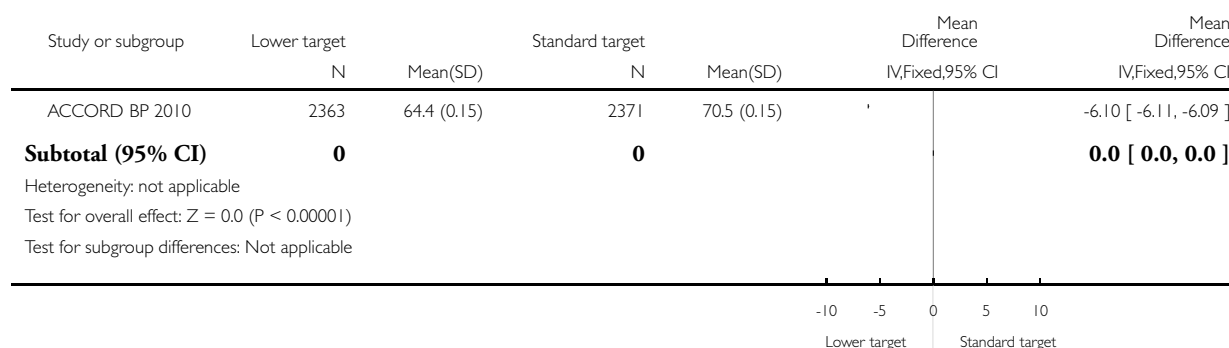 Mean Mean
Study or subgroup Lower target Standard target Difference Difference
N Mean(SD) N Mean(SD) IV,Fixed,95% CI IV,Fixed,95% CI
ACCORD BP 2010 2363 64.4 (0.15) 2371 70.5 (0.15) -6.10 [ -6.11, -6.09 ]
Subtotal (95% CI) 0 0 0.0 [ 0.0, 0.0 ]
Heterogeneity: not applicable
Test for overall effect: Z = 0.0 (P < 0.00001)
Test for subgroup differences: Not applicable
-10 -5 0 5 10
Lower target Standard target